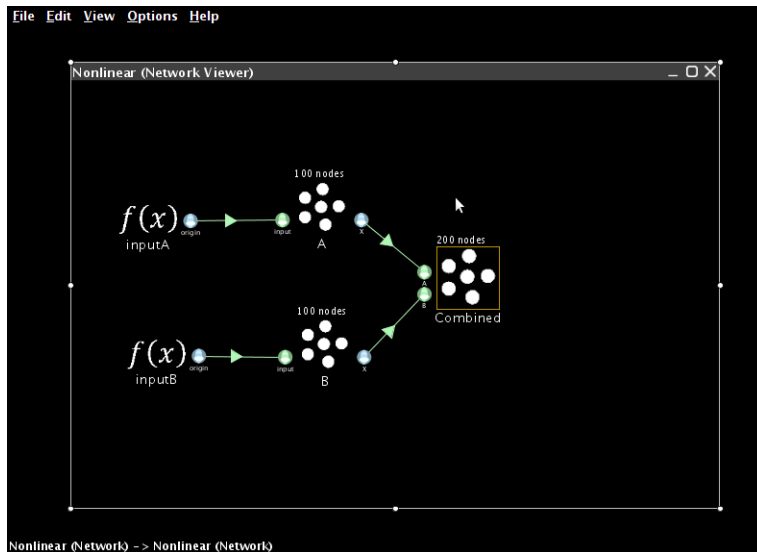 File Edit View Options Help
Nonlinear (Network Viewer)
100 nodes
f(x)
origin
input
X
inputA
A
200 nodes
A
B
Combined
100 nodes
f(x)
origin
input
X
inputB
B
Nonlinear (Network) -> Nonlinear (Network)